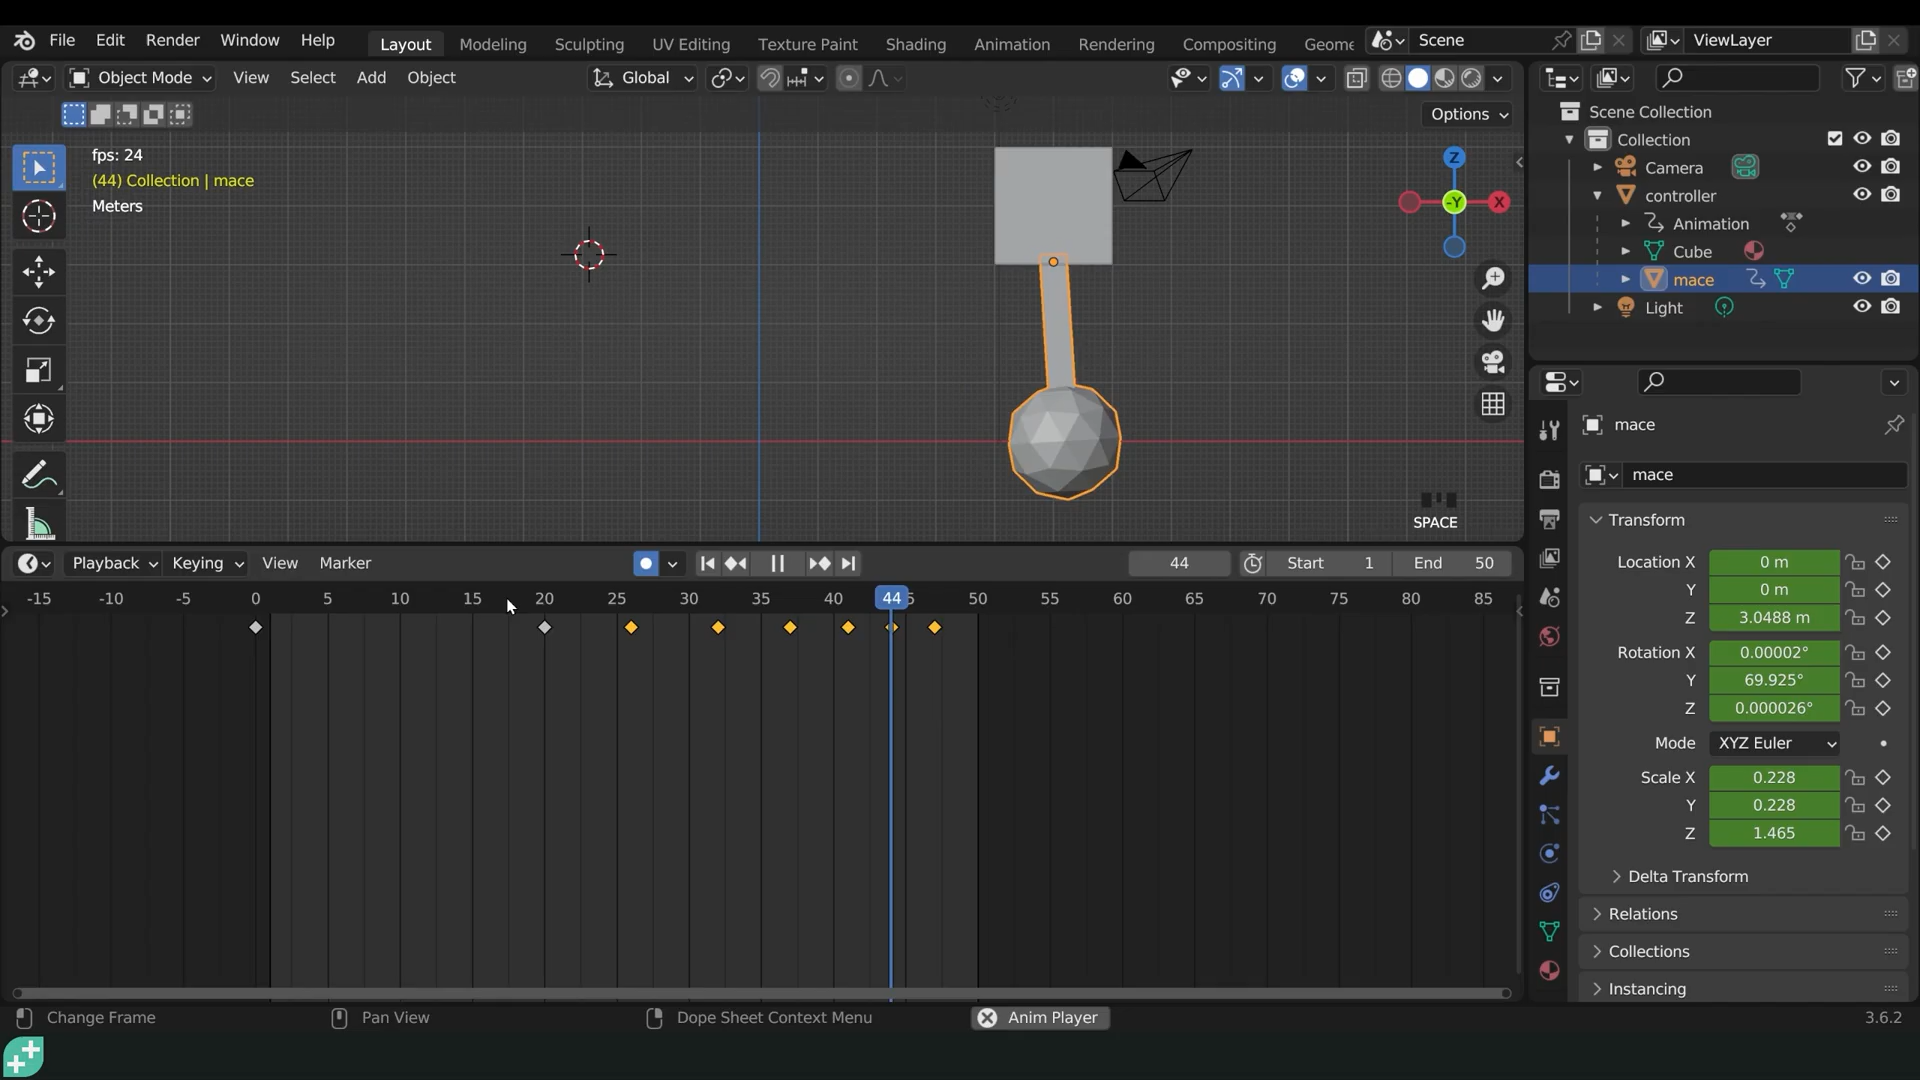 File Edit Render Window Help Layout Modeling Sculpting UV Editing Texture Paint Shading Animation Rendering Compositing Geome Scene ViewLayer
Object Mode View Select Add Object Global
Options
fps: 24
(44) Collection | mace
Meters
Z
-Y
X
SPACE
Scene Collection
Collection
Camera
controller
Animation
Cube
mace
Light
mace
mace
Transform
Location X 0 m
Y 0 m
Z 3.0488 m
Rotation X 0.00002°
Y 69.925°
Z 0.000026°
Mode XYZ Euler
Scale X 0.228
Y 0.228
Z 1.465
Delta Transform
Relations
Collections
Instancing
Playback Keying View Marker 44 Start 1 End 50
-15 -10 -5 0 5 10 15 20 25 30 35 40 44 5 50 55 60 65 70 75 80 85
Change Frame Pan View Dope Sheet Context Menu Anim Player 3.6.2